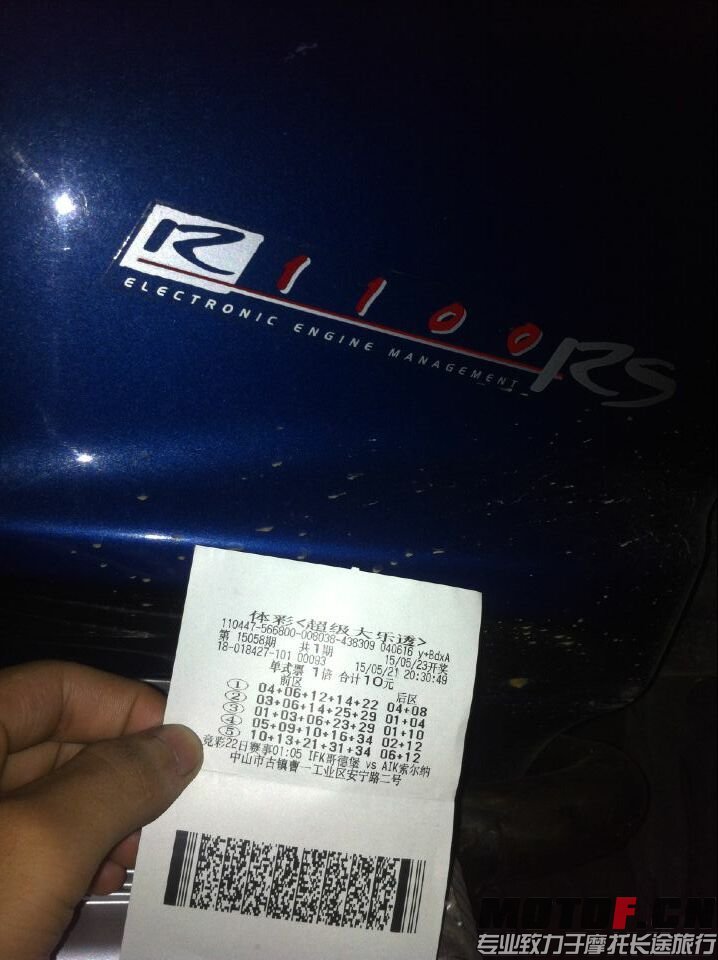 R1100RS
ELECTRONIC ENGINE MANAGEMENT
体彩<超级大乐透>
110447-566800-008038-438309 040616 y+BdxA
第 15058期 共1期 15/05/23开奖
18-018427-101 00093 15/05/21 20:30:49
单式票 1倍 合计10元
前区 后区
① 04+06+12+14+22 04+08
② 03+06+14+25+29 01+04
③ 01+03+06+23+29 01+10
④ 05+09+10+16+34 02+12
⑤ 10+13+21+31+34 06+12
竞彩22日赛事01:05 IFK哥德堡 vs AIK索尔纳
中山市古镇曹一工业区安宁路二号
MOTOF.CN
专业致力于摩托长途旅行